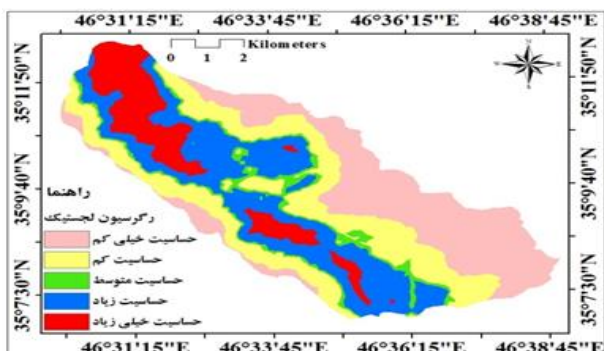 46°31'15"E 46°33'45"E 46°36'15"E 46°38'45"E
Kilometers
0 1 2
N
W E
S
35°11'50"N
35°9'40"N
35°7'30"N
35°11'50"N
35°9'40"N
35°7'30"N
راهنما
رگرسیون لجستیک
حساسیت خیلی کم
حساسیت کم
حساسیت متوسط
حساسیت زیاد
حساسیت خیلی زیاد
46°31'15"E 46°33'45"E 46°36'15"E 46°38'45"E